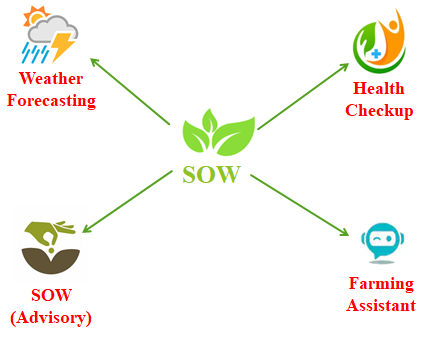 Weather
Forecasting
Health
Checkup
SOW
SOW
(Advisory)
Farming
Assistant